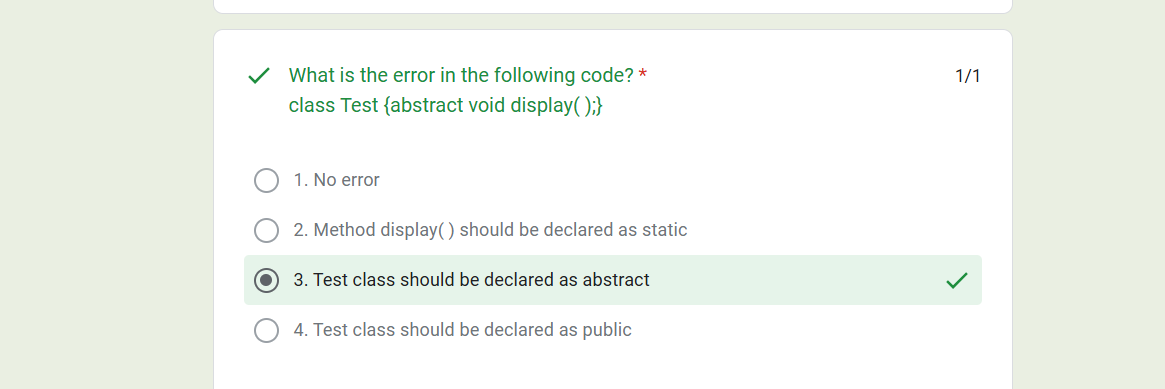 What is the error in the following code? *
1/1
class Test {abstract void display( );}
1. No error
2. Method display( ) should be declared as static
3. Test class should be declared as abstract
4. Test class should be declared as public